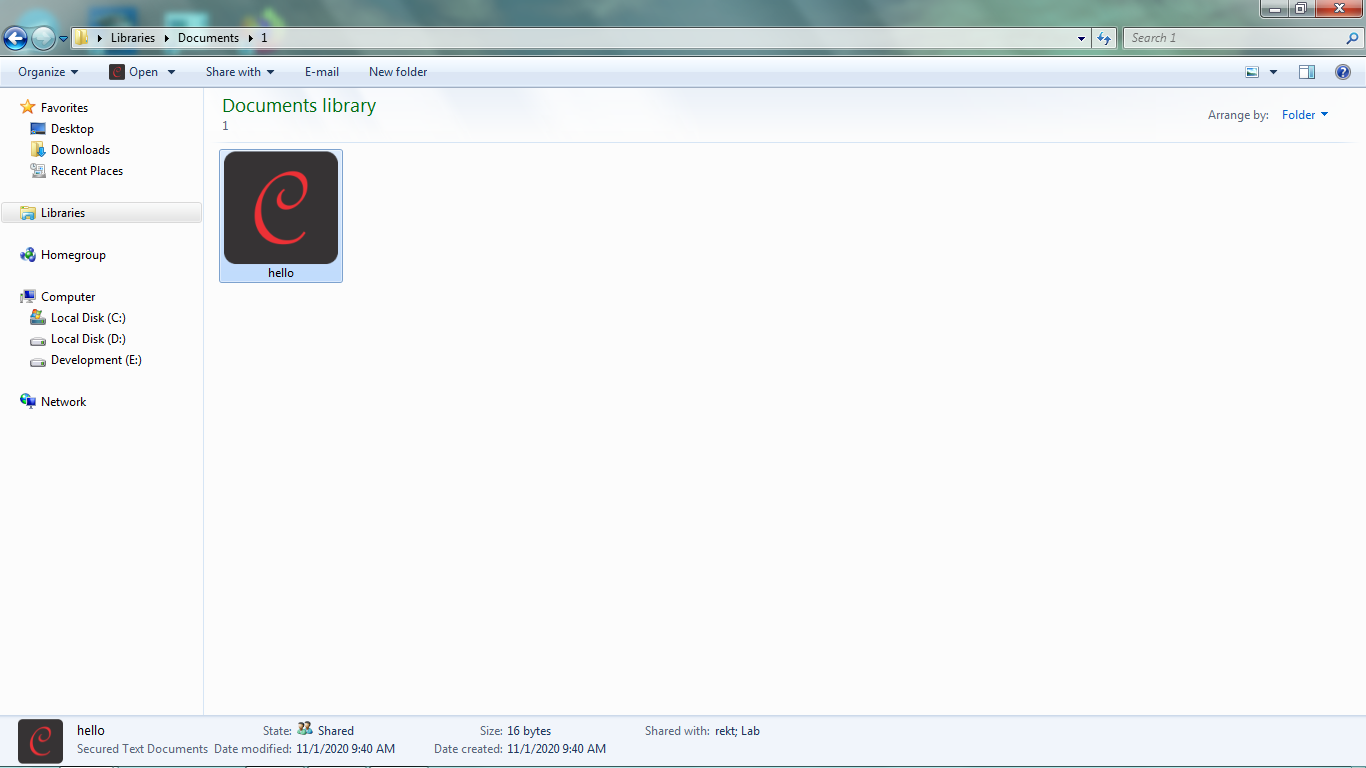 Libraries Documents 1
Search 1
Organize Open Share with E-mail New folder
Documents library
1
Arrange by: Folder
Favorites
Desktop
Downloads
Recent Places
Libraries
Homegroup
Computer
Local Disk (C:)
Local Disk (D:)
Development (E:)
Network
C
hello
C
hello State: Shared Size: 16 bytes Shared with: rekt; Lab
Secured Text Documents Date modified: 11/1/2020 9:40 AM Date created: 11/1/2020 9:40 AM